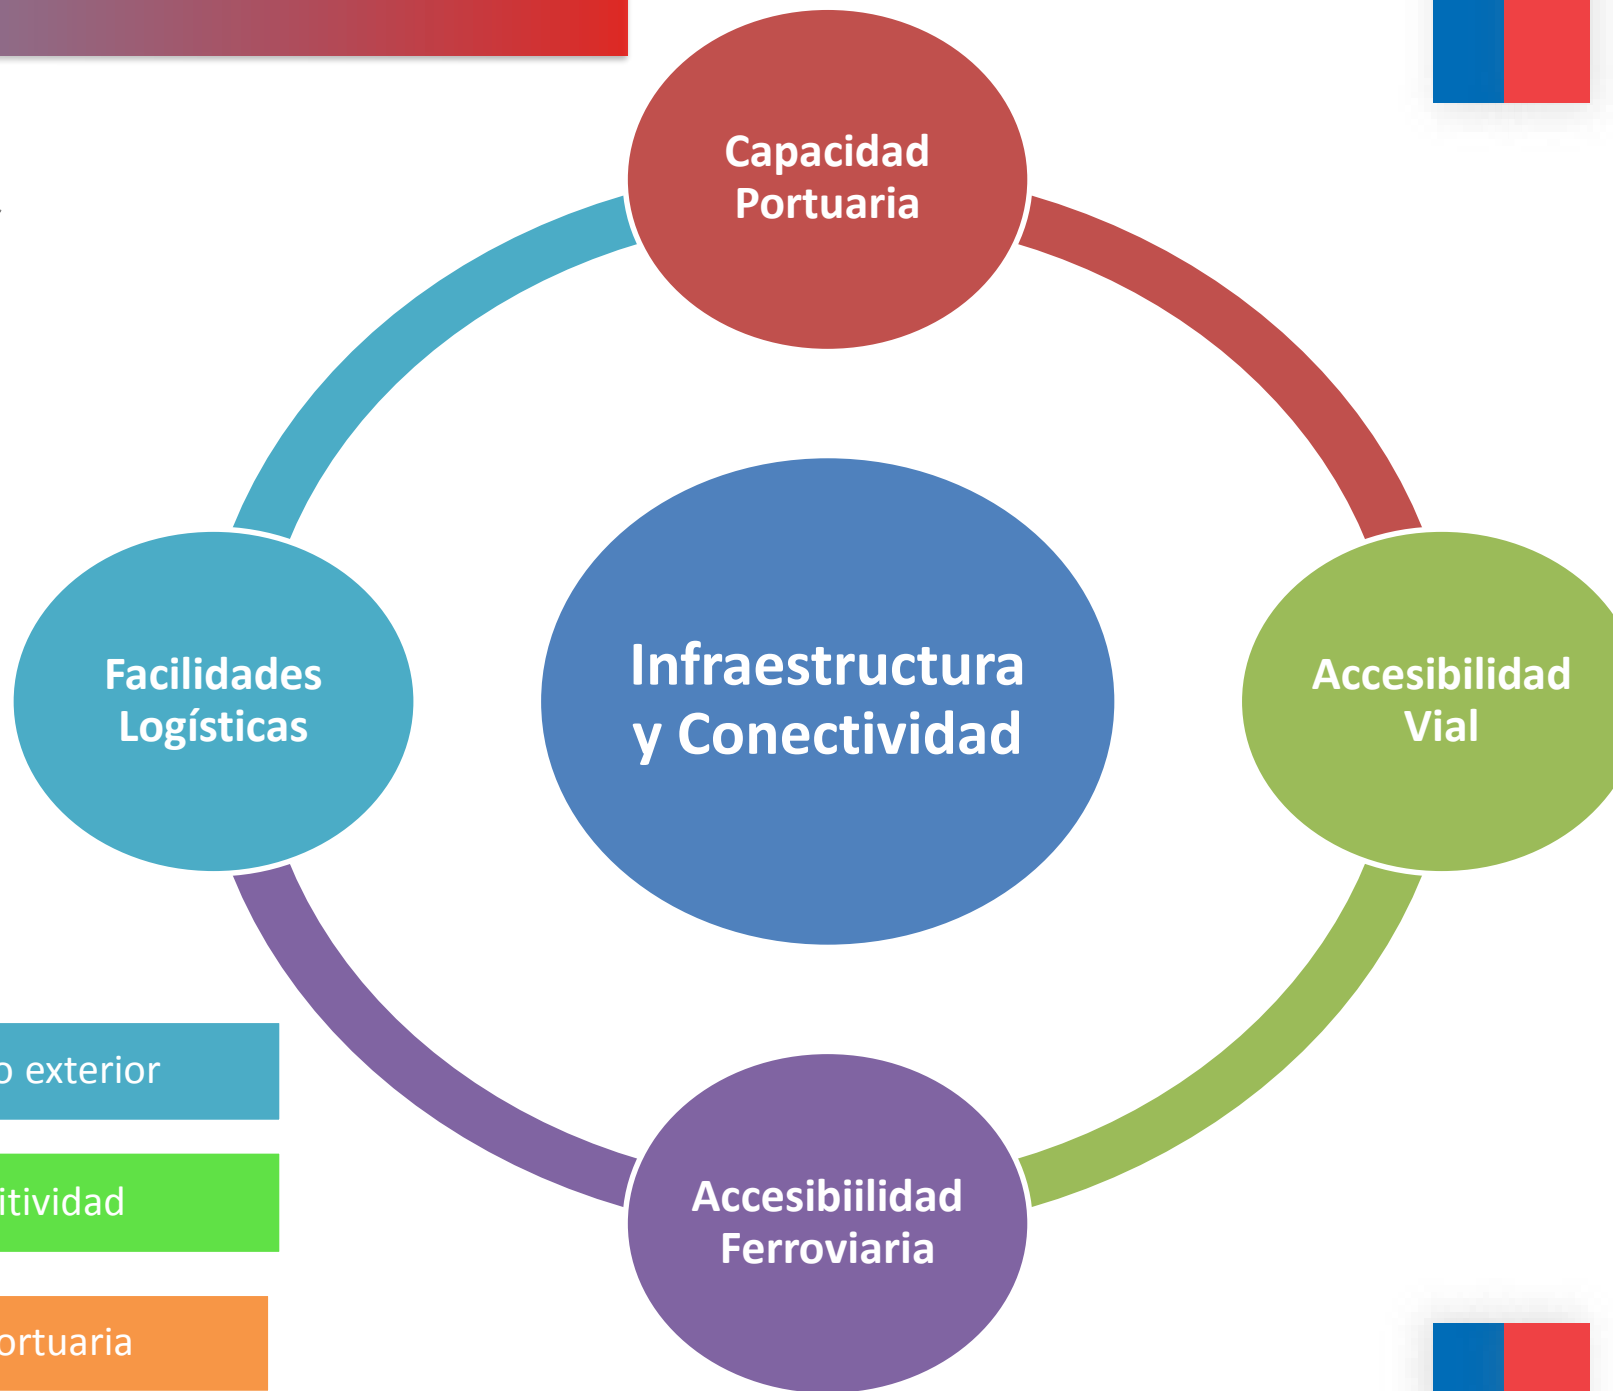 Capacidad
Portuaria
Facilidades
Logísticas
Infraestructura
y Conectividad
Accesibilidad
Vial
o exterior
itividad
Accesibiilidad
Ferroviaria
ortuaria